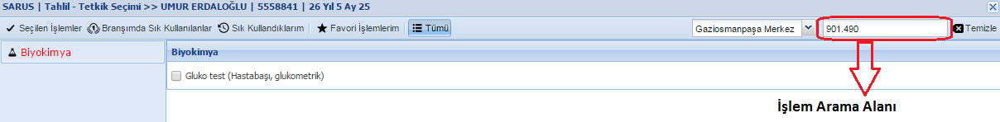 SARUS | Tahlil - Tetkik Seçimi >> UMUR ERDALOĞLU | 5558841 | 26 Yıl 5 Ay 25
Seçilen İşlemler Branşımda Sık Kullanılanlar Sık Kullandıklarım Favori İşlemlerim Tümü Gaziosmanpaşa Merkez 901.490 Temizle
Biyokimya Biyokimya
Gluko test (Hastabaşı, glukometrik)
İşlem Arama Alanı